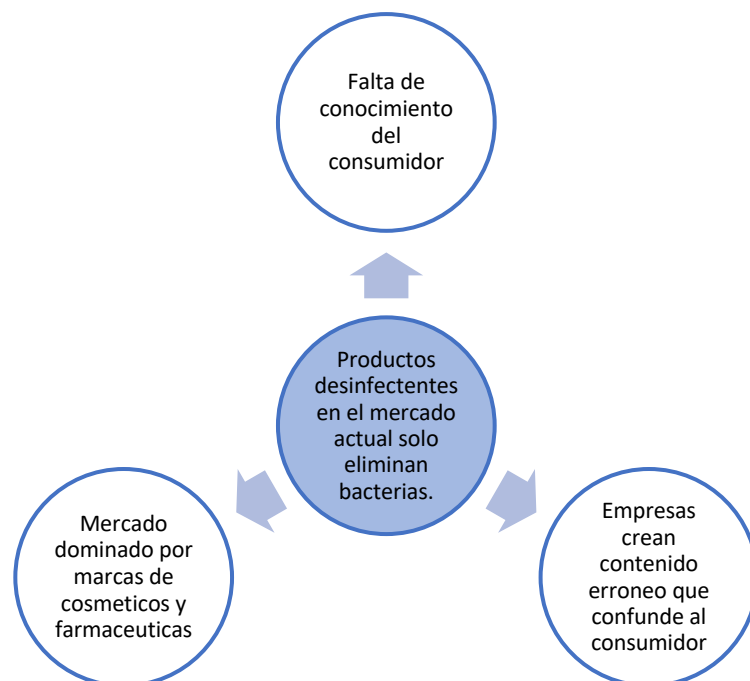 Falta de
conocimiento
del
consumidor
Productos
desinfectentes
en el mercado
actual solo
eliminan
bacterias.
Mercado
dominado por
marcas de
cosmeticos y
farmaceuticas
Empresas
crean
contenido
erroneo que
confunde al
consumidor